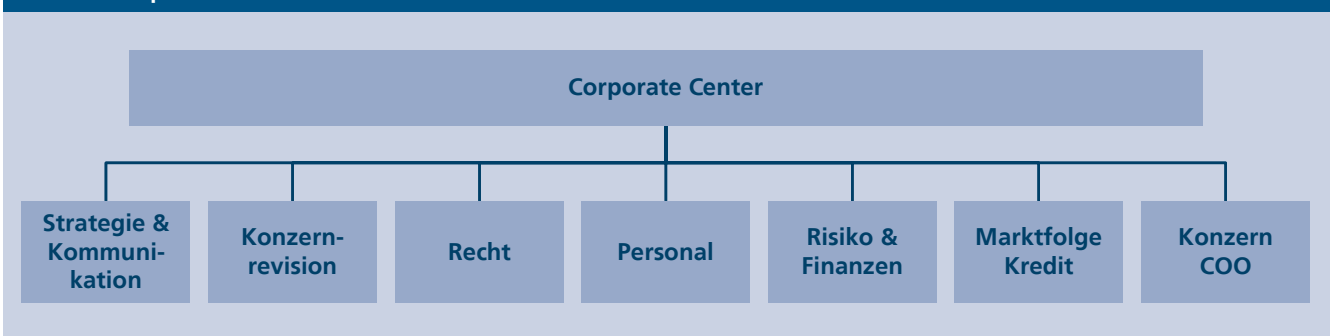 Corporate Center
Strategie &
Kommuni-
kation
Konzern-
revision
Recht
Personal
Risiko &
Finanzen
Marktfolge
Kredit
Konzern
COO